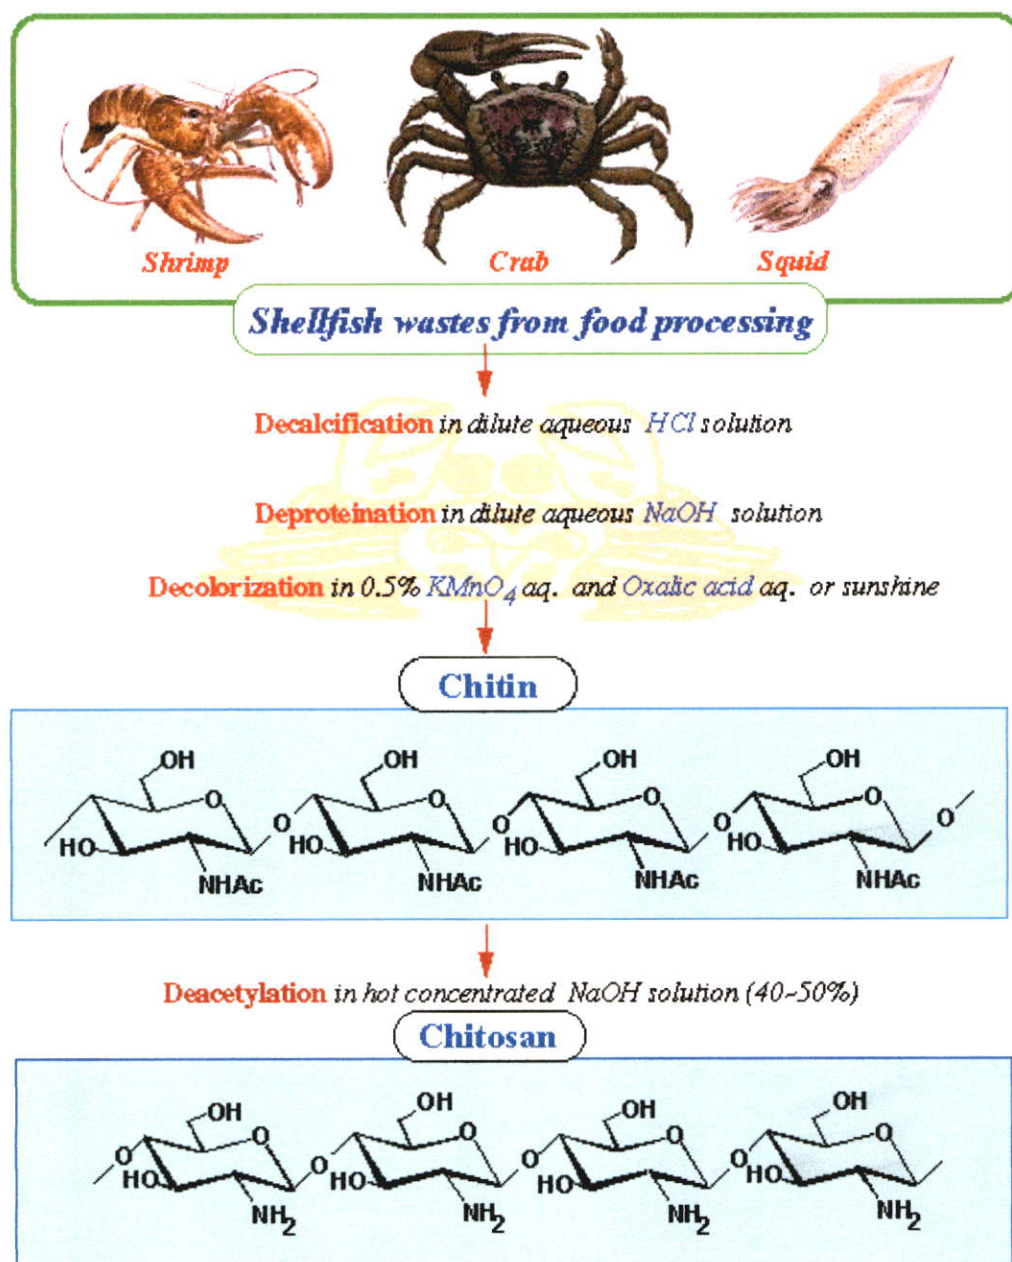 Shrimp Crab Squid
Shellfish wastes from food processing
Decalcification in dilute aqueous HCl solution
Deproteination in dilute aqueous NaOH solution
Decolorization in 0.5% KMnO4 aq. and Oxalic acid aq. or sunshine
Chitin
OH OH OH OH
O O O O
O O O O
HO HO HO HO
NHAc NHAc NHAc NHAc
Deacetylation in hot concentrated NaOH solution (40~50%)
Chitosan
OH OH OH OH
O O O O
O O O O
HO HO HO HO
NH2 NH2 NH2 NH2